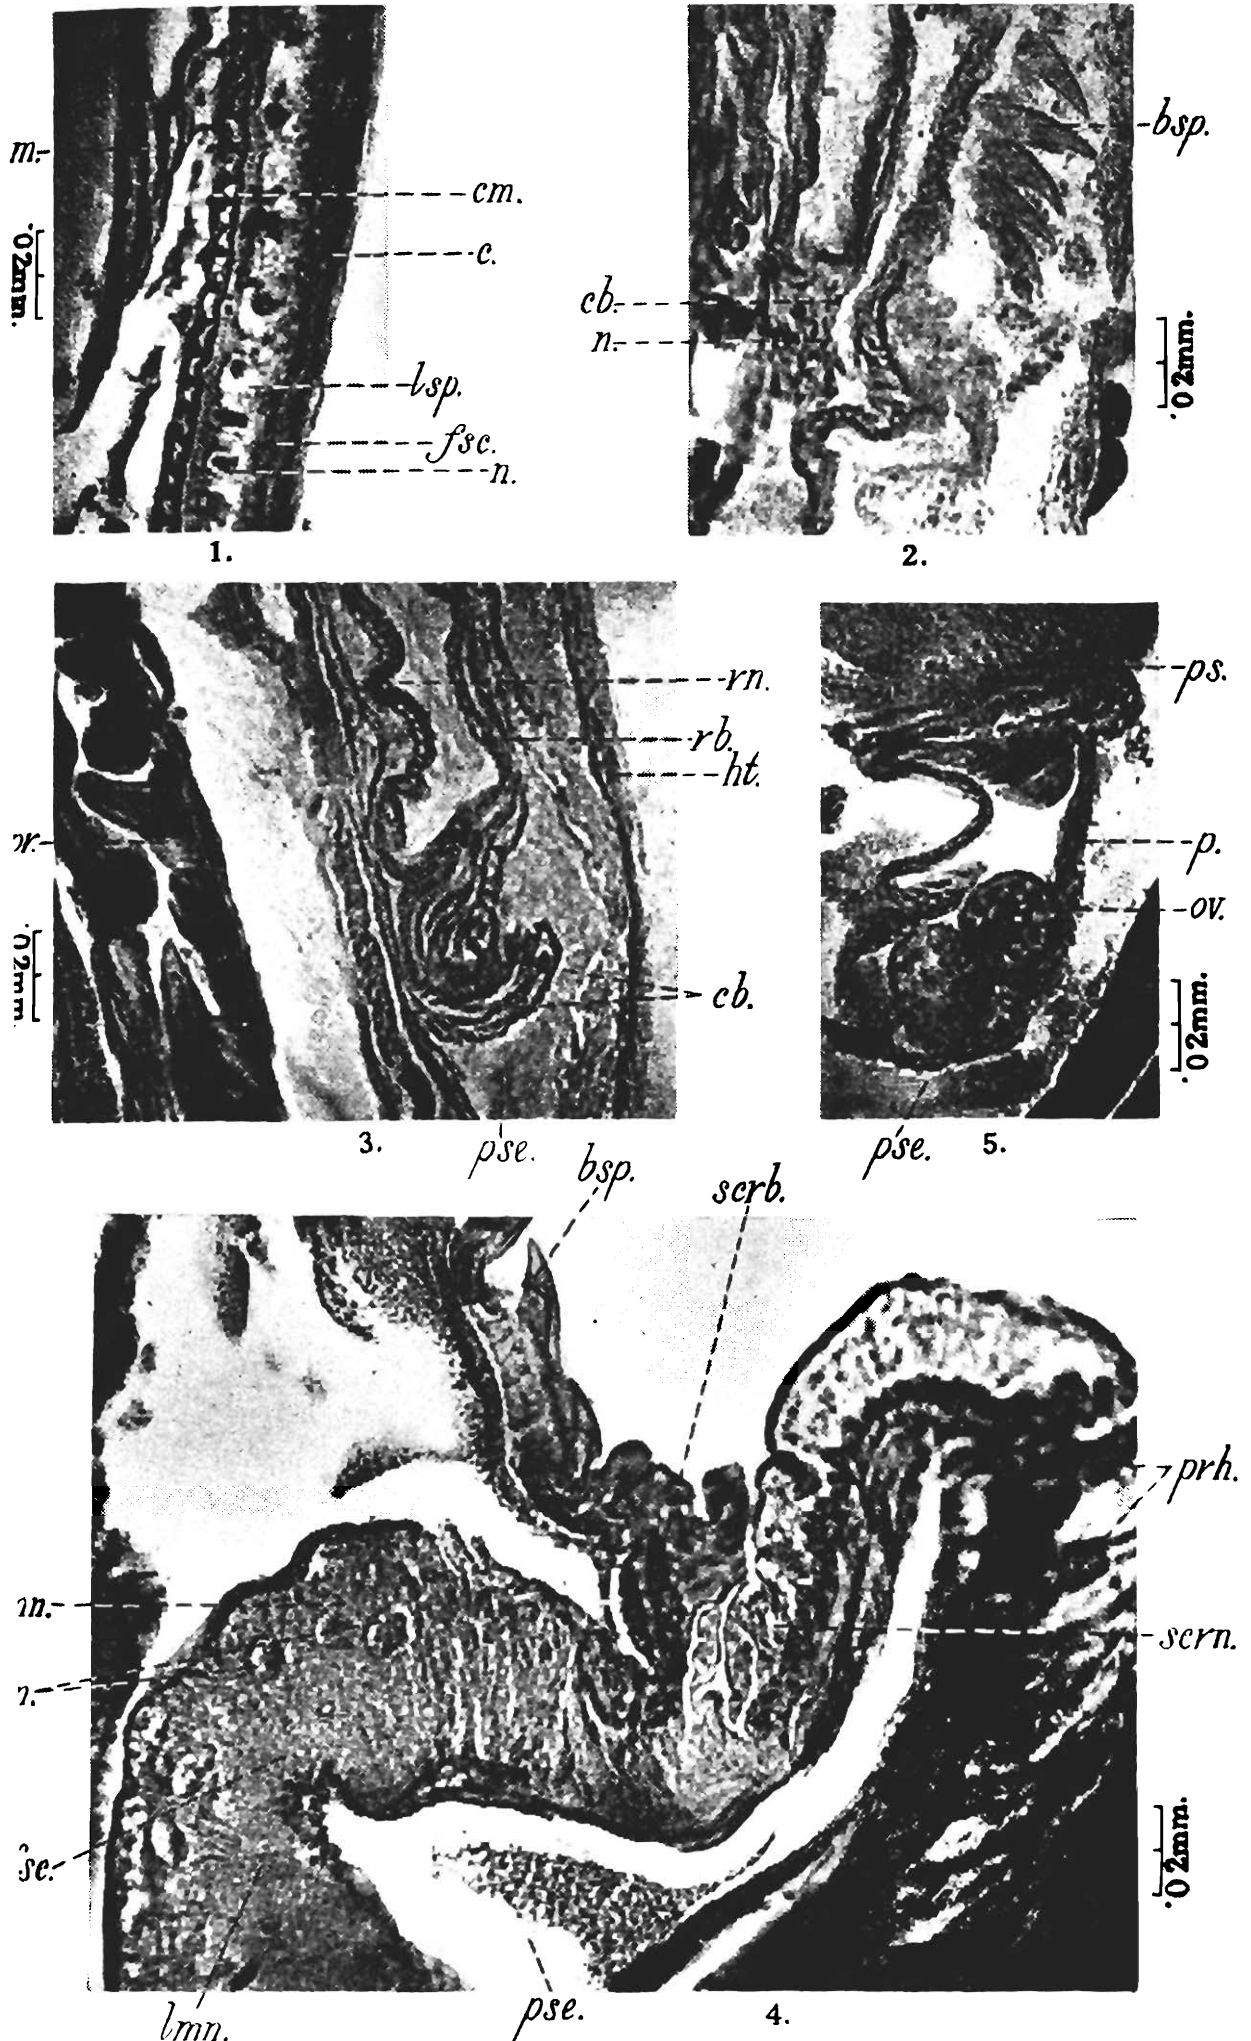 m.
cm.
c.
lsp.
fsc.
n.
.02mm.
1.
bsp.
cb.
n.
.02mm.
2.
rn.
rb.
ht.
cb.
.02mm.
3.
pse.
ps.
p.
ov.
.02mm.
pse.
5.
bsp.
scrb.
prh.
m.
scrn.
.02mm.
lmn.
pse.
4.